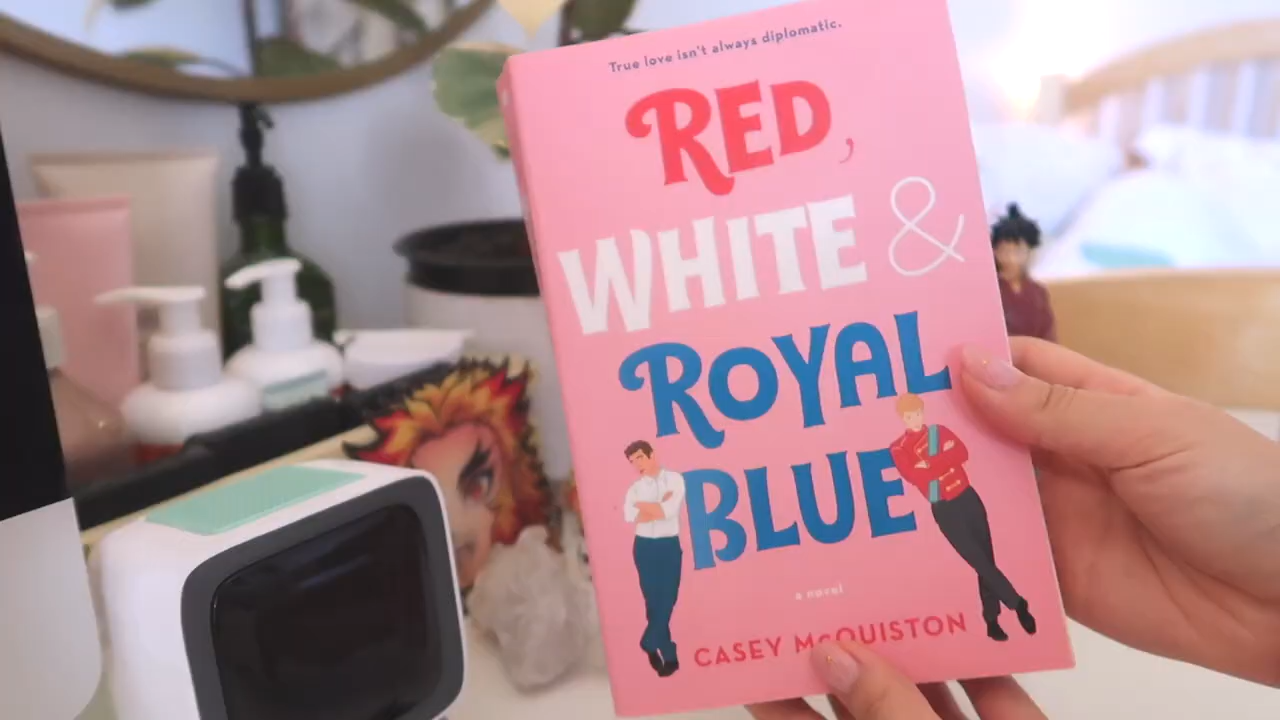 True love isn't always diplomatic.
RED,
WHITE &
ROYAL
BLUE
a novel
CASEY McQUISTON